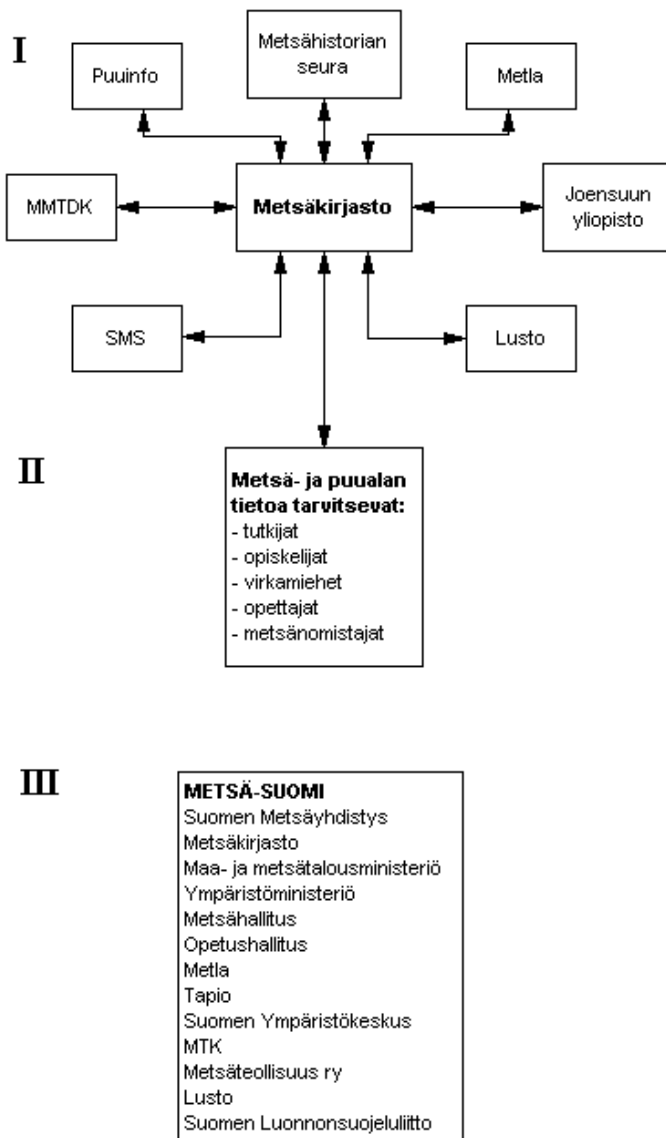 I
Metsähistorian
seura
Puuinfo
Metla
MMTDK
Metsäkirjasto
Joensuun
yliopisto
SMS
Lusto
II
Metsä- ja puualan
tietoa tarvitsevat:
- tutkijat
- opiskelijat
- virkamiehet
- opettajat
- metsänomistajat
III
METSÄ-SUOMI
Suomen Metsäyhdistys
Metsäkirjasto
Maa- ja metsätalousministeriö
Ympäristöministeriö
Metsähallitus
Opetushallitus
Metla
Tapio
Suomen Ympäristökeskus
MTK
Metsäteollisuus ry
Lusto
Suomen Luonnonsuojeluliitto